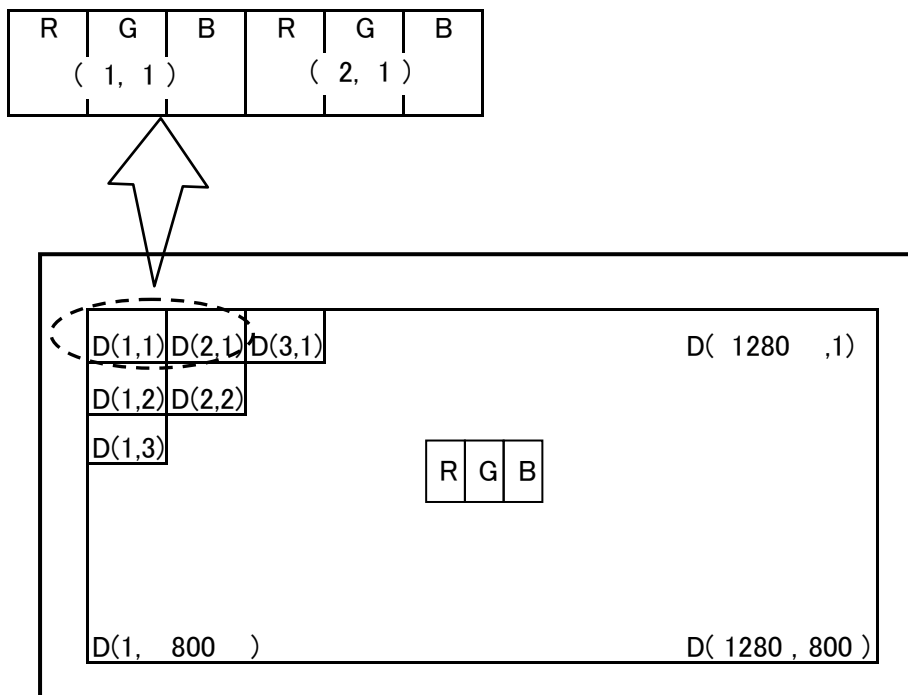 R G B R G B
( 1, 1 ) ( 2, 1 )
D(1,1) D(2,1) D(3,1) D( 1280 ,1)
D(1,2) D(2,2)
D(1,3)
R G B
D(1, 800 ) D( 1280 , 800 )